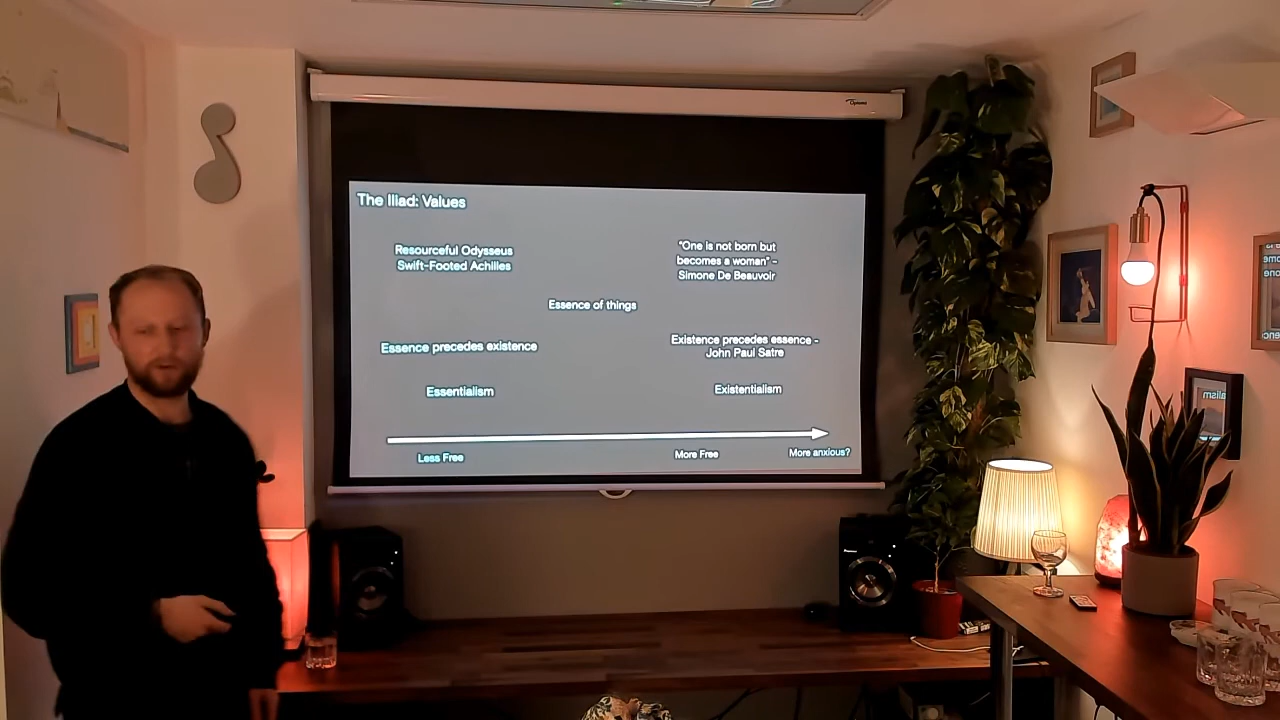 Optoma
The Iliad: Values
Resourceful Odysseus
Swift-Footed Achilles
"One is not born but
becomes a woman" -
Simone De Beauvoir
Essence of things
Essence precedes existence
Existence precedes essence -
John Paul Satre
Essentialism
Existentialism
Less Free
More Free
More anxious?
Pioneer